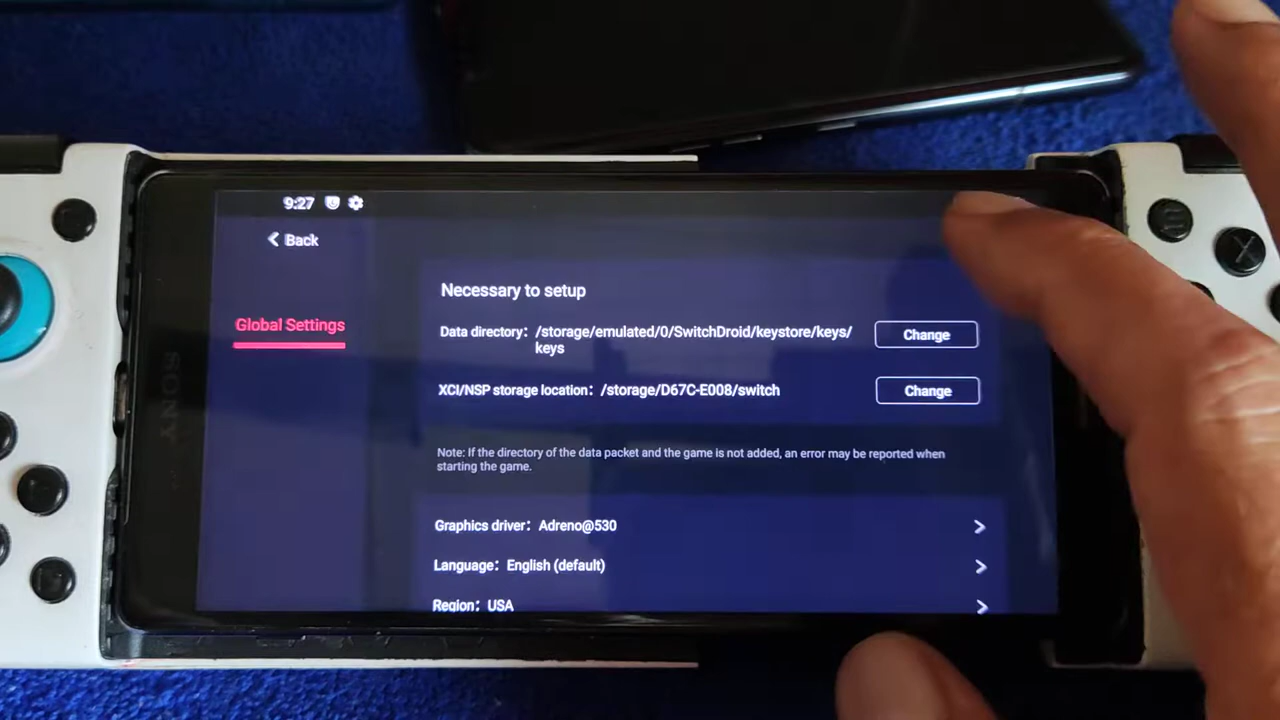 9:27
Back
Necessary to setup
Global Settings
Data directory: /storage/emulated/0/SwitchDroid/keystore/keys/
keys
Change
XCI/NSP storage location: /storage/D67C-E008/switch
Change
Note: If the directory of the data packet and the game is not added, an error may be reported when
starting the game.
Graphics driver: Adreno@530
Language: English (default)
Region: USA
SONY
X